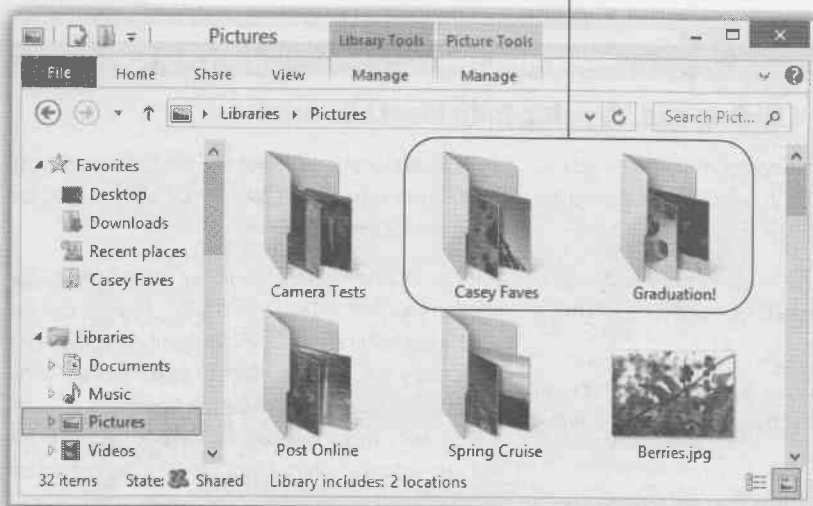 Pictures Library Tools Picture Tools
File Home Share View Manage Manage
Libraries Pictures Search Pict...
Favorites
Desktop
Downloads
Recent places
Casey Faves
Libraries
Documents
Music
Pictures
Videos
Camera Tests Casey Faves Graduation!
Post Online Spring Cruise Berries.jpg
32 items State: Shared Library includes: 2 locations